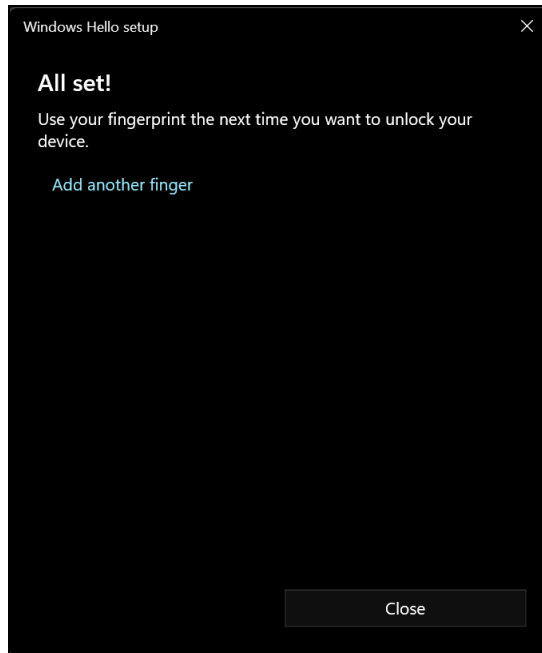 Windows Hello setup
All set!
Use your fingerprint the next time you want to unlock your
device.
Add another finger
Close